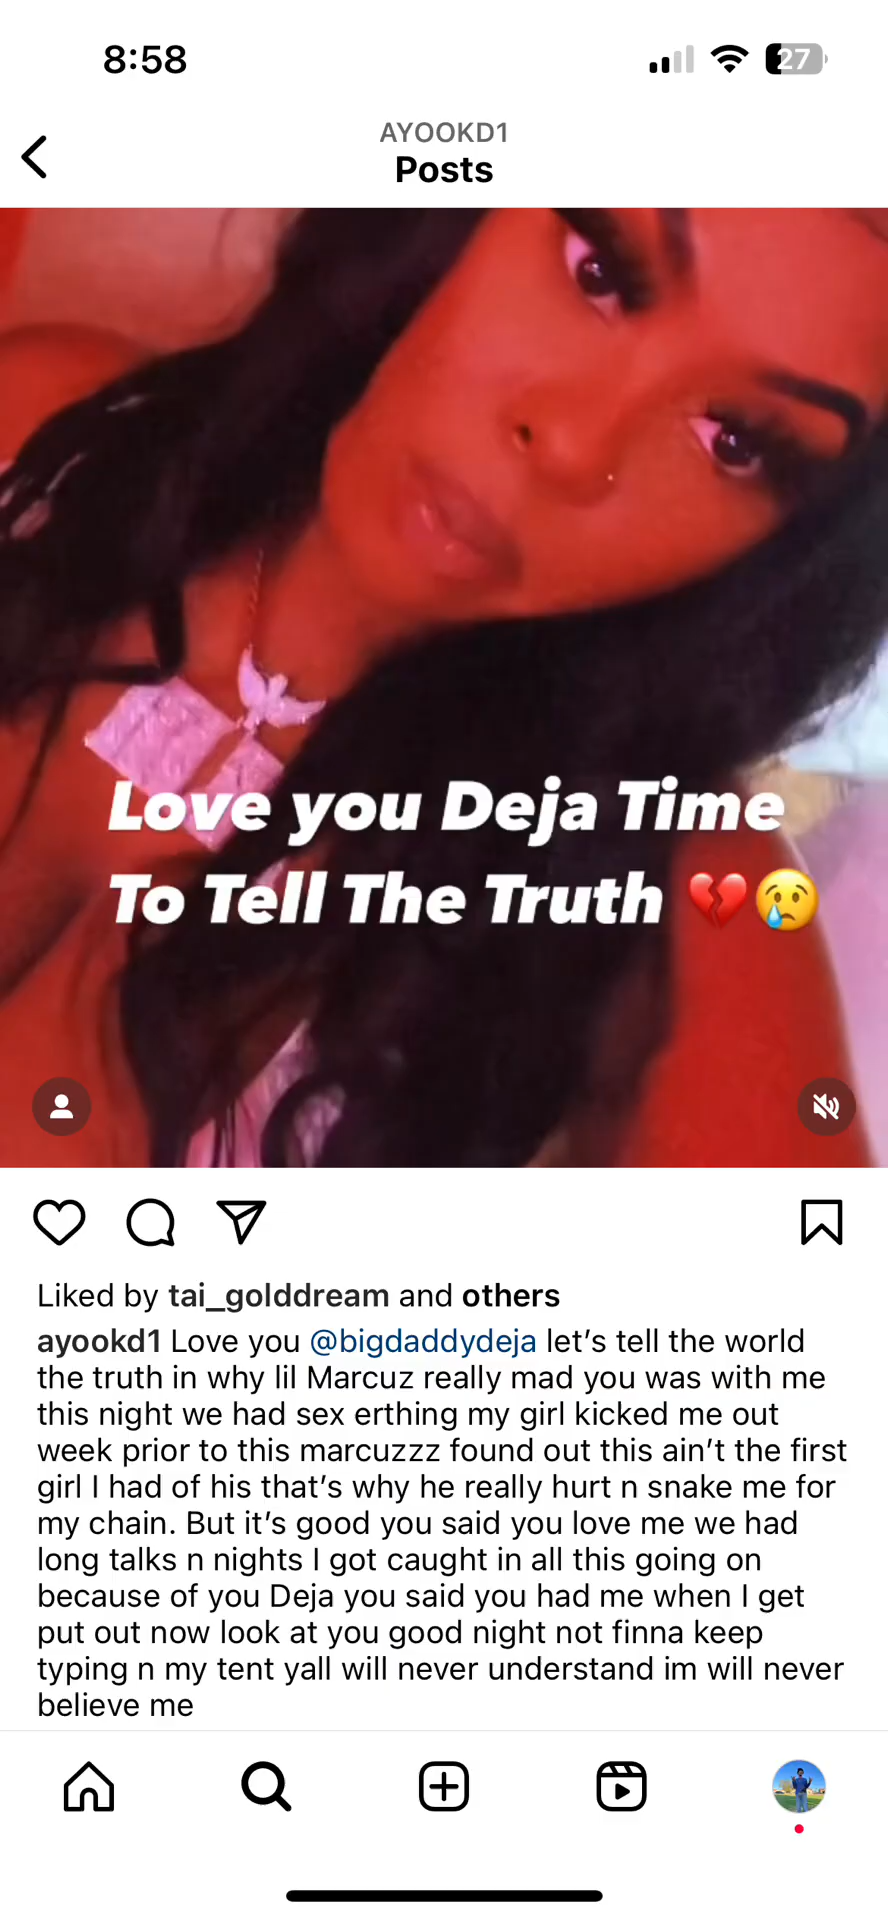 8:58
27
AYOOKD1
Posts
Love you Deja Time
To Tell The Truth 💔😢
Liked by tai_golddream and others
ayookd1 Love you @bigdaddydeja let’s tell the world
the truth in why lil Marcuz really mad you was with me
this night we had sex erthing my girl kicked me out
week prior to this marcuzzz found out this ain’t the first
girl I had of his that’s why he really hurt n snake me for
my chain. But it’s good you said you love me we had
long talks n nights I got caught in all this going on
because of you Deja you said you had me when I get
put out now look at you good night not finna keep
typing n my tent yall will never understand im will never
believe me